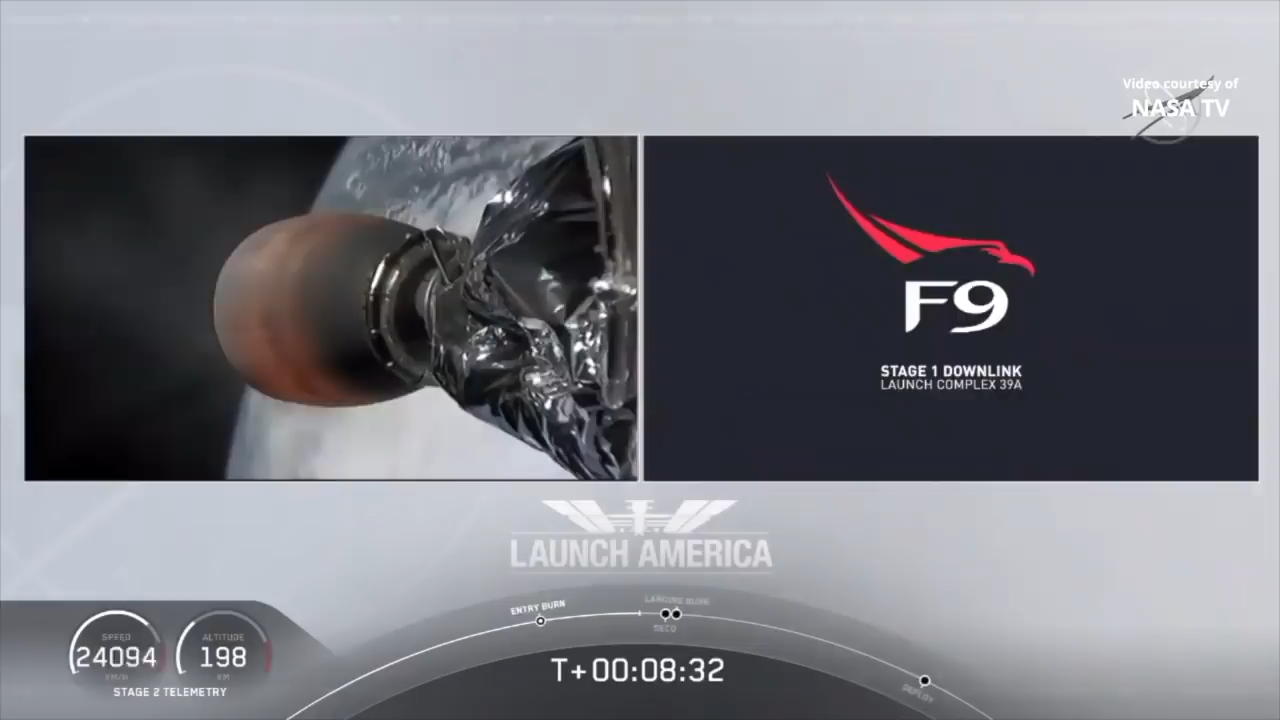 Video courtesy of
NASA TV
F9
STAGE 1 DOWNLINK
LAUNCH COMPLEX 39A
LAUNCH AMERICA
ENTRY BURN
LANDING BURN
SECO
DEPLOY
SPEED
24094
KM/H
ALTITUDE
198
KM
STAGE 2 TELEMETRY
T+00:08:32